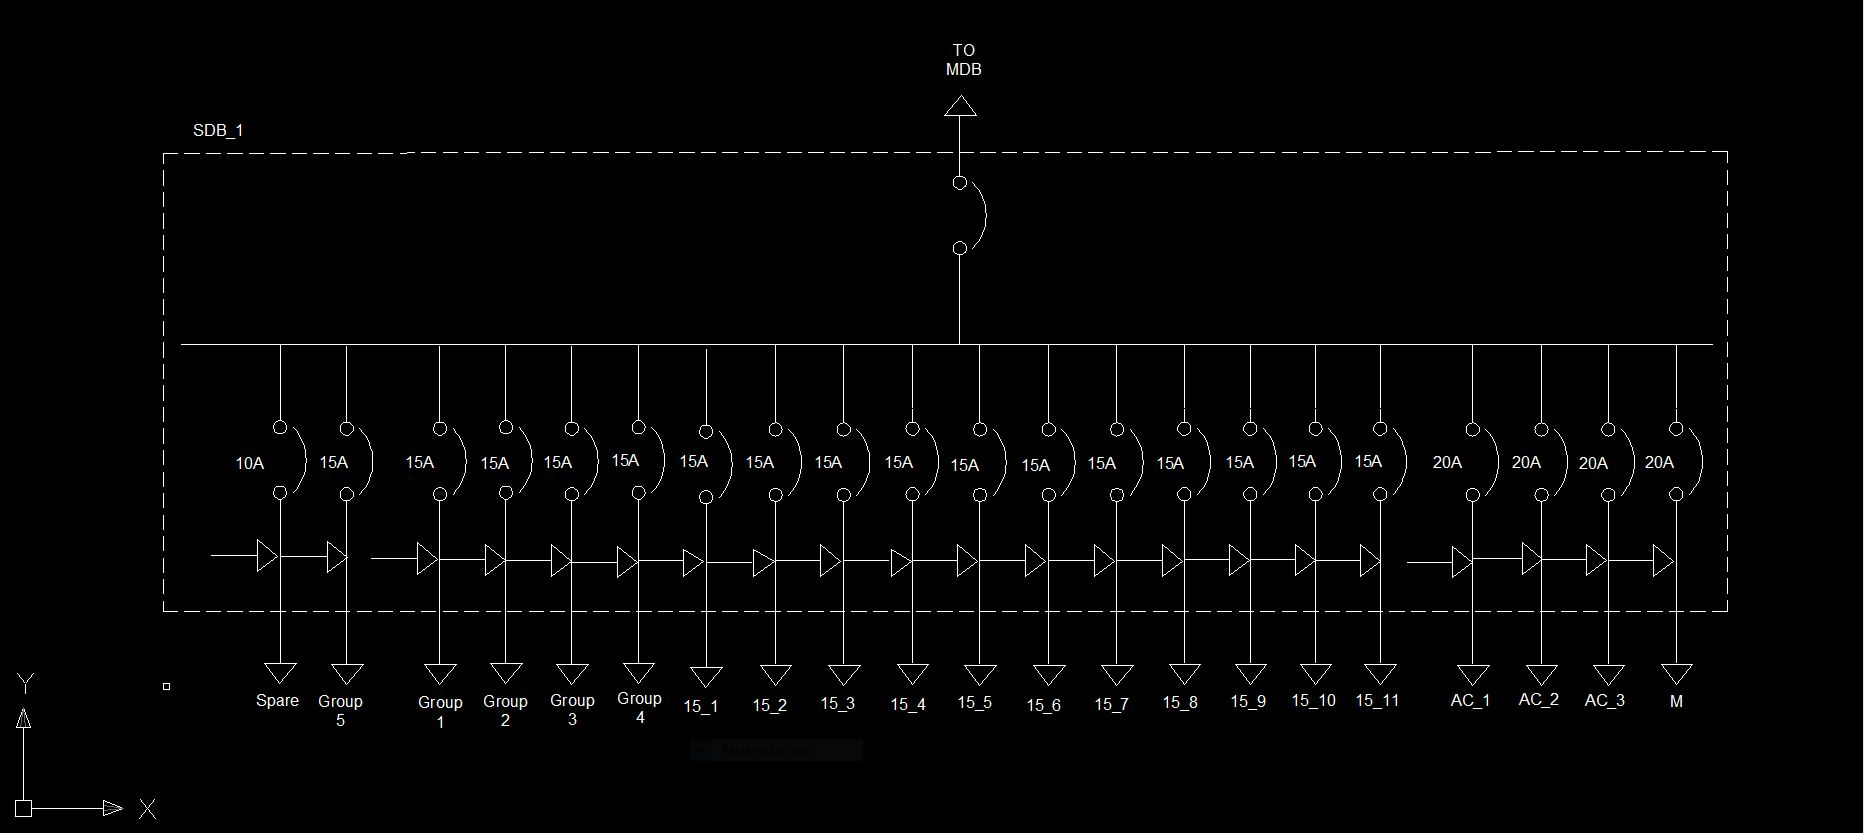 TO
MDB
SDB_1
10A 15A 15A 15A 15A 15A 15A 15A 15A 15A 15A 15A 15A 15A 15A 15A 15A 20A 20A 20A 20A
Spare Group Group Group Group Group 15_1 15_2 15_3 15_4 15_5 15_6 15_7 15_8 15_9 15_10 15_11 AC_1 AC_2 AC_3 M
5 1 2 3 4
Rectangular Snip
Y
X